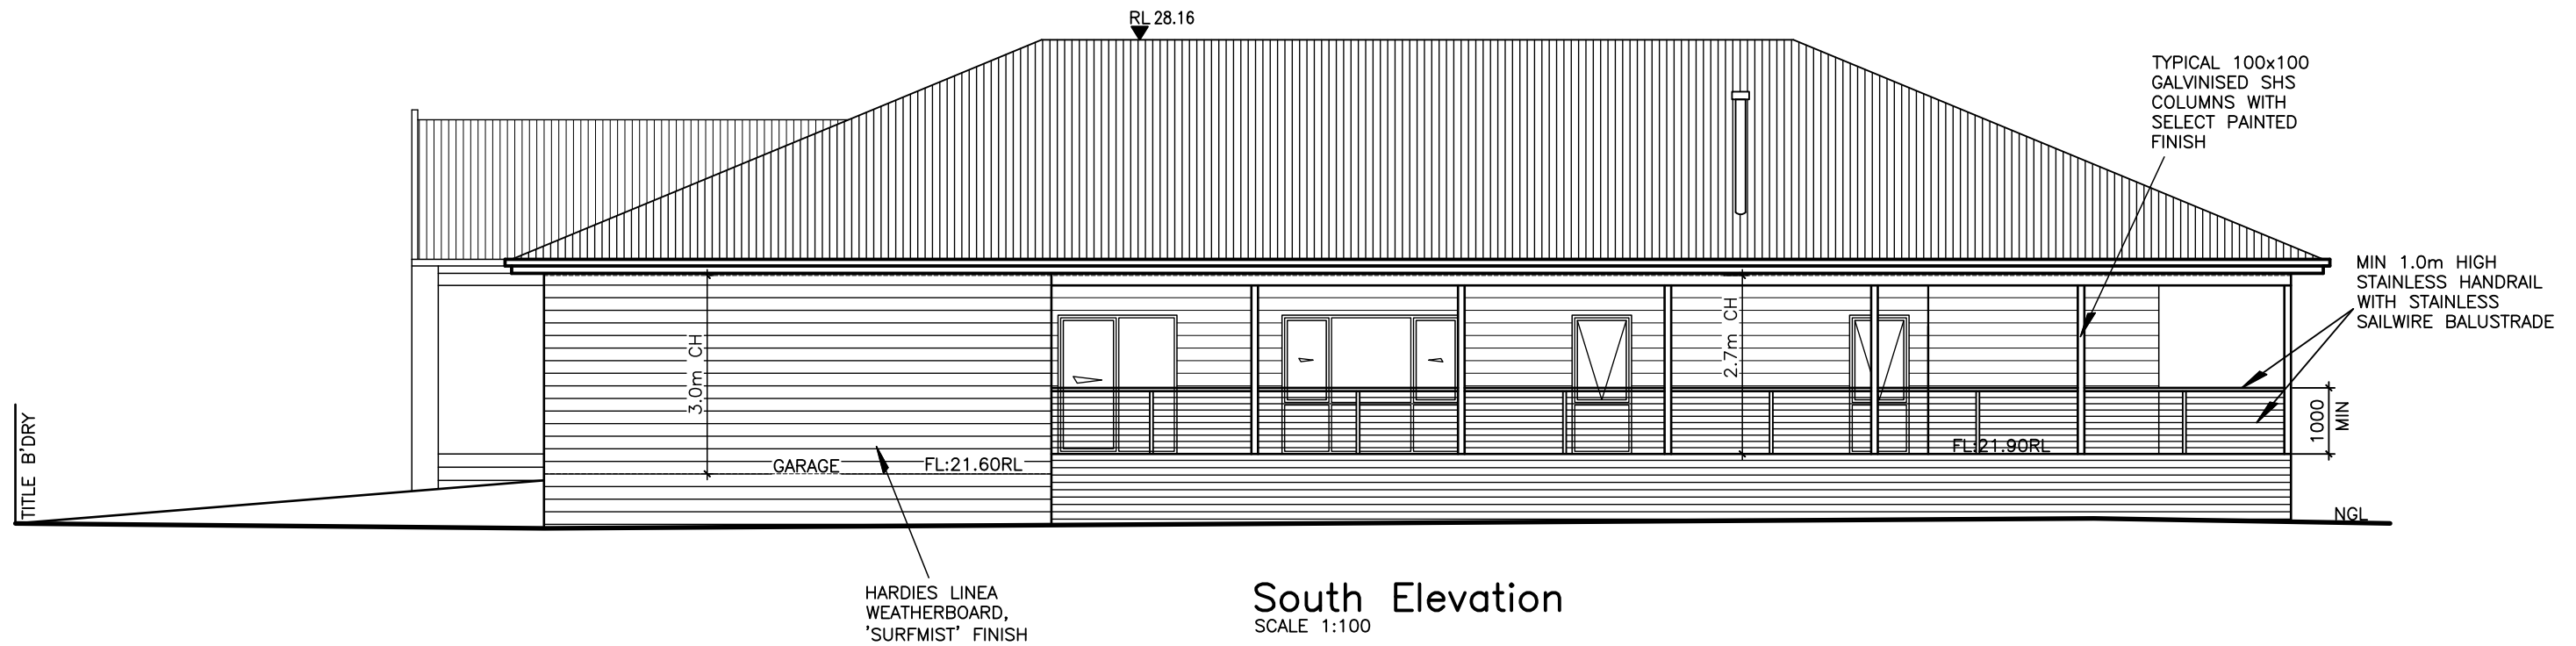 RL 28.16
TYPICAL 100x100
GALVINISED SHS
COLUMNS WITH
SELECT PAINTED
FINISH
MIN 1.0m HIGH
STAINLESS HANDRAIL
WITH STAINLESS
SAILWIRE BALUSTRADE
3.0m CH
2.7m CH
1000
MIN
TITLE B'DRY
GARAGE
FL:21.60RL
FL:21.90RL
NGL
HARDIES LINEA
WEATHERBOARD,
'SURFMIST' FINISH
South Elevation
SCALE 1:100